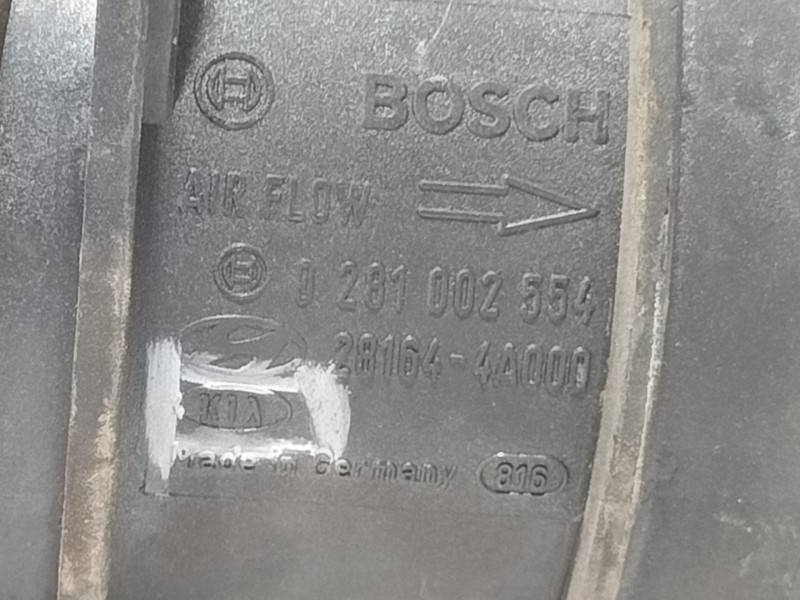 BOSCH
AIR FLOW
0 281 002 554
28164-4A000
KIA
Made in Germany 816